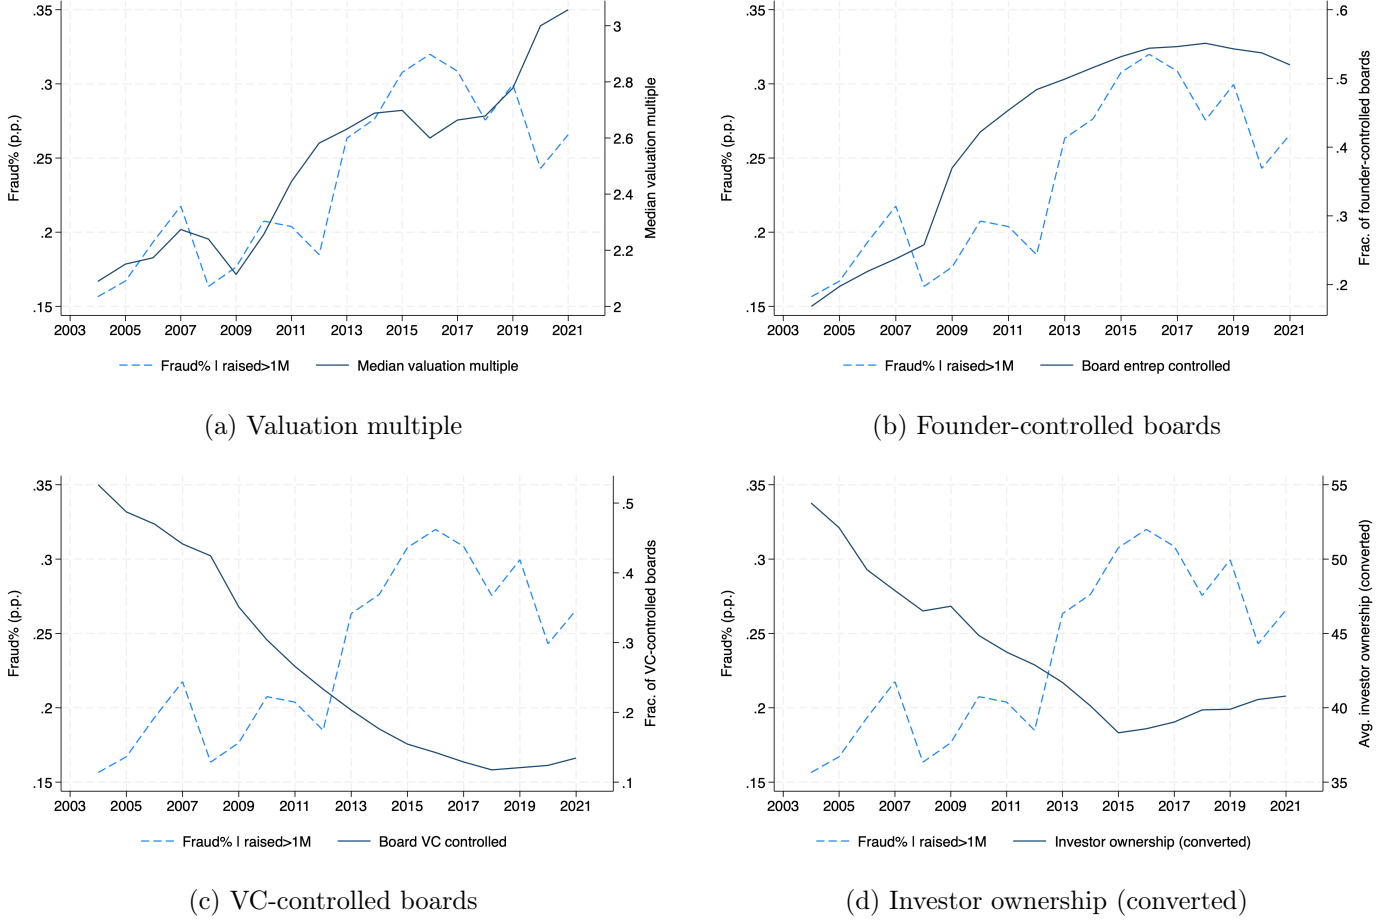 .35
.3
.25
.2
.15
Fraud% (p.p.)
3
2.8
2.6
2.4
2.2
2
Median valuation multiple
2003 2005 2007 2009 2011 2013 2015 2017 2019 2021
Fraud% | raised>1M Median valuation multiple
(a) Valuation multiple
.35
.3
.25
.2
.15
Fraud% (p.p.)
.6
.5
.4
.3
.2
Frac. of founder-controlled boards
2003 2005 2007 2009 2011 2013 2015 2017 2019 2021
Fraud% | raised>1M Board entrep controlled
(b) Founder-controlled boards
.35
.3
.25
.2
.15
Fraud% (p.p.)
.5
.4
.3
.2
.1
Frac. of VC-controlled boards
2003 2005 2007 2009 2011 2013 2015 2017 2019 2021
Fraud% | raised>1M Board VC controlled
(c) VC-controlled boards
.35
.3
.25
.2
.15
Fraud% (p.p.)
55
50
45
40
35
Avg. investor ownership (converted)
2003 2005 2007 2009 2011 2013 2015 2017 2019 2021
Fraud% | raised>1M Investor ownership (converted)
(d) Investor ownership (converted)